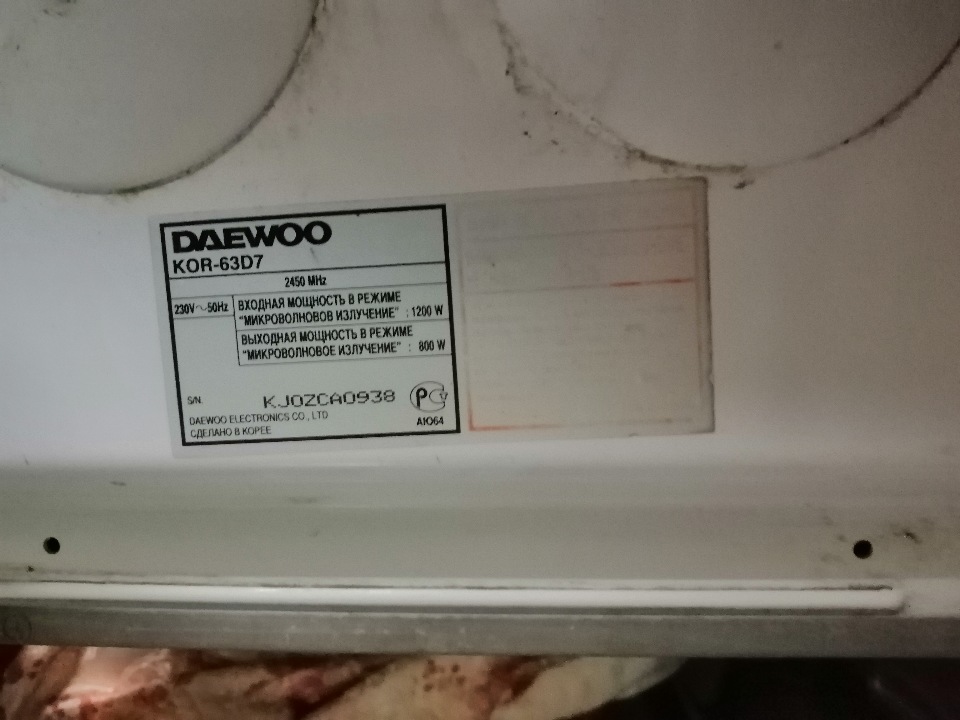 DAEWOO
KOR-63D7
2450 MHz
230V~50Hz
ВХОДНАЯ МОЩНОСТЬ В РЕЖИМЕ
"МИКРОВОЛНОВОВ ИЗЛУЧЕНИЕ" : 1200 W
ВЫХОДНАЯ МОЩНОСТЬ В РЕЖИМЕ
"МИКРОВОЛНОВОЕ ИЗЛУЧЕНИЕ" : 800 W
S/N. KJ0ZCA0938
DAEWOO ELECTRONICS CO., LTD
СДЕЛАНО В КОРЕЕ
АЮ64